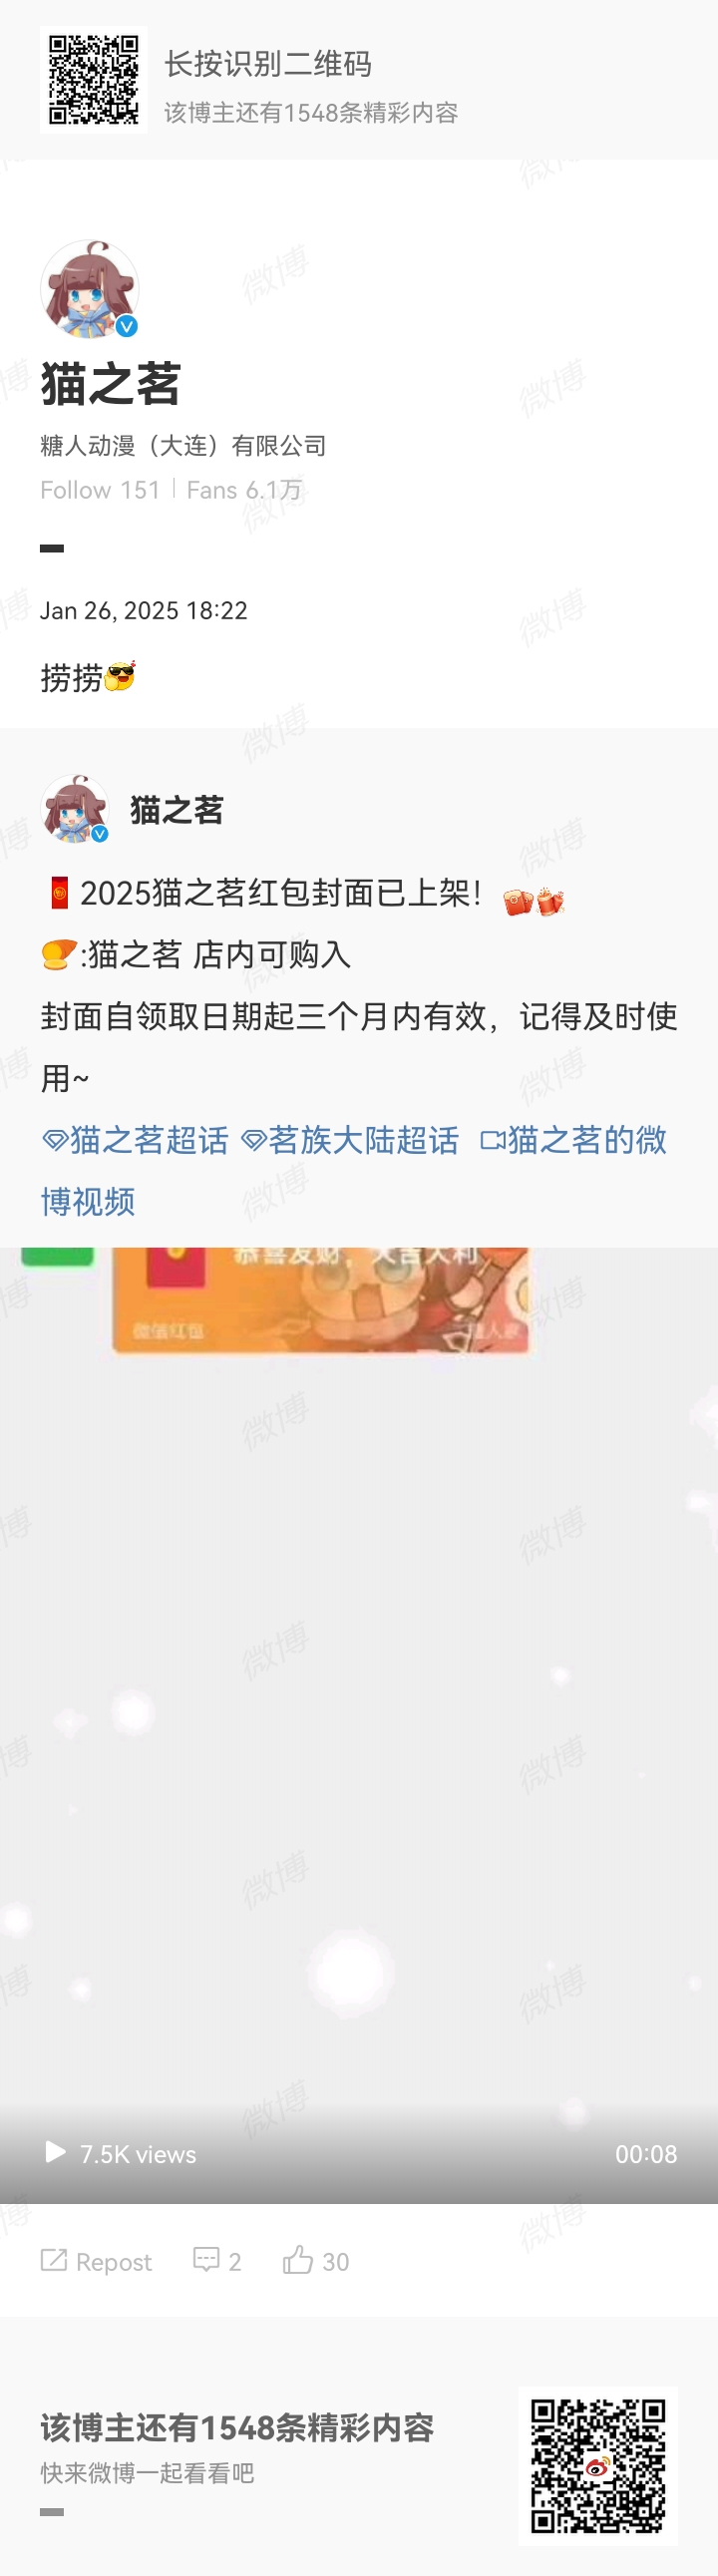 长按识别二维码
该博主还有1548条精彩内容
猫之茗
糖人动漫（大连）有限公司
Follow 151 | Fans 6.1万
Jan 26, 2025 18:22
捞捞
猫之茗
2025猫之茗红包封面已上架！
:猫之茗 店内可购入
封面自领取日期起三个月内有效，记得及时使
用~
猫之茗超话 茗族大陆超话 猫之茗的微
博视频
恭喜发财，大吉大利
微信红包
7.5K views 00:08
Repost 2 30
该博主还有1548条精彩内容
快来微博一起看看吧
微博